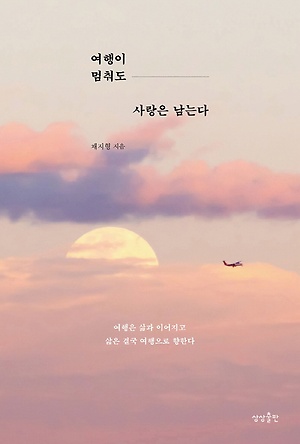 여행이
멈춰도
사랑은 남는다
채지형 지음
여행은 삶과 이어지고
삶은 결국 여행으로 향한다
상상출판